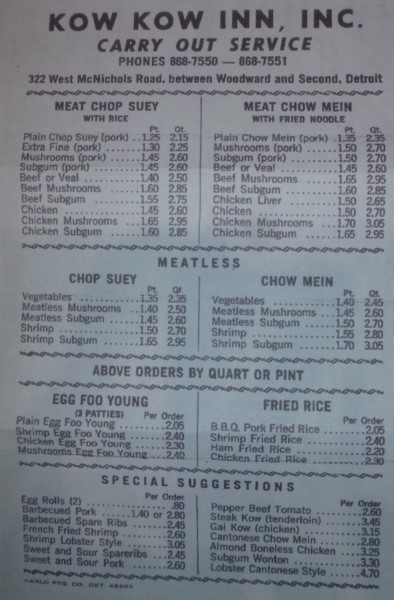 KOW KOW INN, INC.
CARRY OUT SERVICE
PHONES 868-7550 — 868-7551
322 West McNichols Road, between Woodward and Second, Detroit
MEAT CHOP SUEY
WITH RICE
Pt. Qt.
Plain Chop Suey (pork) .. 1.25 2.15
Extra Fine (pork) ....... 1.30 2.25
Mushrooms (pork) ...... 1.45 2.60
Subgum (pork) .......... 1.45 2.60
Beef or Veal ............. 1.40 2.50
Beef Mushrooms ........ 1.60 2.85
Beef Subgum ............ 1.55 2.75
Chicken .................. 1.45 2.60
Chicken Mushrooms .... 1.65 2.95
Chicken Subgum ........ 1.60 2.85
MEAT CHOW MEIN
WITH FRIED NOODLE
Pt. Qt.
Plain Chow Mein (pork) .. 1.35 2.35
Mushrooms (pork) ....... 1.50 2.70
Subgum (pork) ........... 1.50 2.70
Beef or Veal .............. 1.45 2.60
Beef Mushrooms ......... 1.65 2.95
Beef Subgum ............. 1.60 2.85
Chicken Liver ............ 1.50 2.65
Chicken ................... 1.50 2.70
Chicken Mushrooms ..... 1.70 3.05
Chicken Subgum ......... 1.65 2.95
MEATLESS
CHOP SUEY
Pt. Qt.
Vegetables ............... 1.35 2.35
Meatless Mushrooms ... 1.40 2.50
Meatless Subgum ....... 1.45 2.60
Shrimp ................... 1.50 2.70
Shrimp Subgum ......... 1.65 2.95
CHOW MEIN
Pt. Qt.
Vegetables ............... 1.40 2.45
Meatless Mushrooms .... 1.45 2.60
Meatless Subgum ........ 1.50 2.70
Shrimp .................... 1.55 2.80
Shrimp Subgum .......... 1.70 3.05
ABOVE ORDERS BY QUART OR PINT
EGG FOO YOUNG
(3 PATTIES) Per Order
Plain Egg Foo Young ........ 2.05
Shrimp Egg Foo Young ...... 2.40
Chicken Egg Foo Young ..... 2.30
Mushrooms Egg Foo Young .. 2.40
FRIED RICE
Per Order
B.B.Q. Pork Fried Rice ...... 2.05
Shrimp Fried Rice ........... 2.40
Ham Fried Rice .............. 2.20
Chicken Fried Rice .......... 2.30
SPECIAL SUGGESTIONS
Per Order
Egg Rolls (2) ................ .80
Barbecued Pork ..... 1.40 or 2.80
Barbecued Spare Ribs ...... 2.45
French Fried Shrimp ........ 2.60
Shrimp Lobster Style ....... 3.05
Sweet and Sour Spareribs .. 2.45
Sweet and Sour Pork ....... 2.60
Per Order
Pepper Beef Tomato ........ 2.60
Steak Kow (tenderloin) ..... 3.45
Gai Kow (chicken) .......... 3.15
Cantonese Chow Mein ...... 2.80
Almond Boneless Chicken .. 3.25
Subgum Wonton ............ 3.30
Lobster Cantonese Style .... 4.70